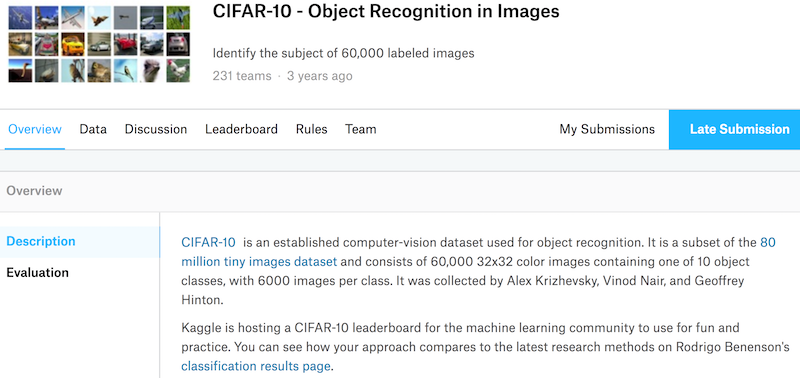 CIFAR-10 - Object Recognition in Images
Identify the subject of 60,000 labeled images
231 teams · 3 years ago
Overview Data Discussion Leaderboard Rules Team My Submissions Late Submission
Overview
Description
Evaluation
CIFAR-10 is an established computer-vision dataset used for object recognition. It is a subset of the 80
million tiny images dataset and consists of 60,000 32x32 color images containing one of 10 object
classes, with 6000 images per class. It was collected by Alex Krizhevsky, Vinod Nair, and Geoffrey
Hinton.
Kaggle is hosting a CIFAR-10 leaderboard for the machine learning community to use for fun and
practice. You can see how your approach compares to the latest research methods on Rodrigo Benenson's
classification results page.